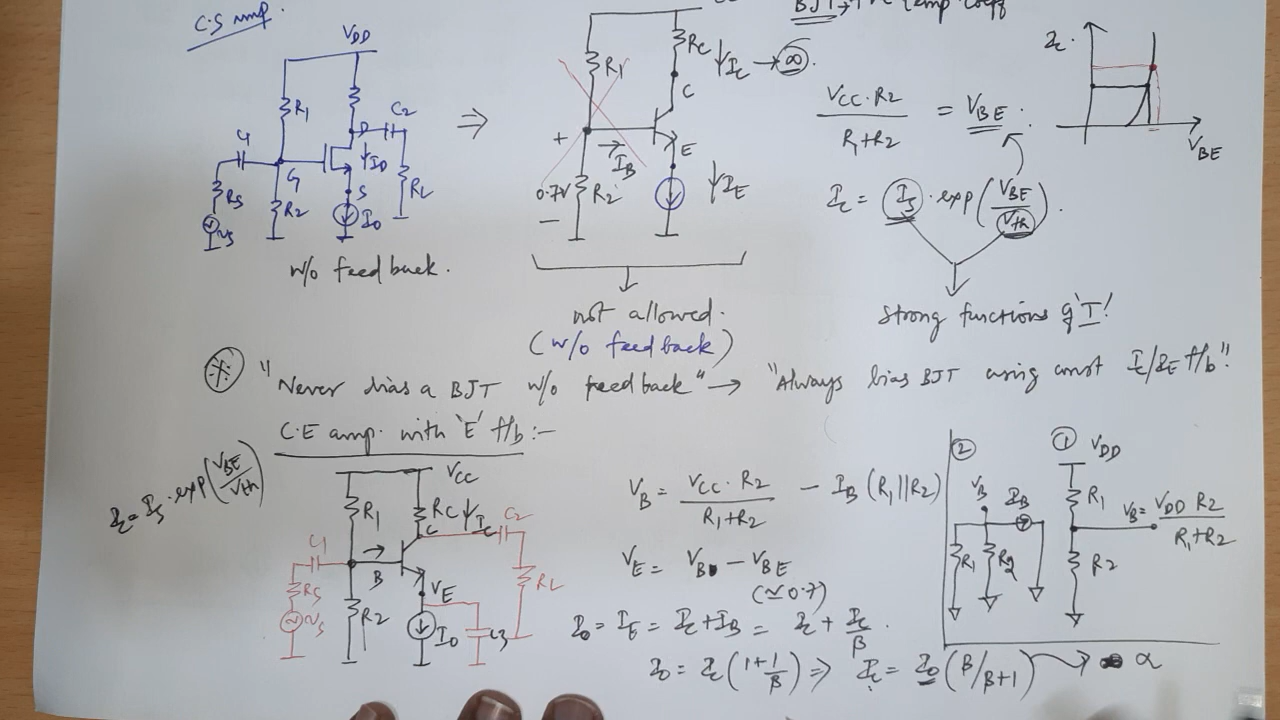 C.S amp.
VDD
R1
C2
C1
D
↓ID
G
S
RL
RS
R2
I0
vs
w/o feedback.
⇒
R1
RC
↓IC → ∞.
C
+
IB
E
0.7V
R2
↓IE
−
not allowed.
(w/o feedback)
BJT → +ve temp coeff
VCC · R2 / R1+R2 = VBE.
IC = IS · exp(VBE/Vth).
strong functions of 'T'!
IC
VBE
* "Never bias a BJT w/o feedback" → "Always bias BJT using const IC/IE f/b".
C.E amp. with 'E' f/b :-
IC = IS · exp(VBE/Vth)
VCC
R1
RC ↓IC
C2
C
C1
B
RS
VE
RL
vs
R2
I0
C3
VB = VCC · R2 / R1+R2 − IB (R1||R2)
VE = VB − VBE
(≃0.7)
I0 = IE = IC + IB = IC + IC/β.
I0 = IC (1+1/β) ⇒ IC = I0 (β/β+1) → α
②
VB
IB
R1
R2
①
VDD
R1
VB = VDD R2 / R1+R2
R2